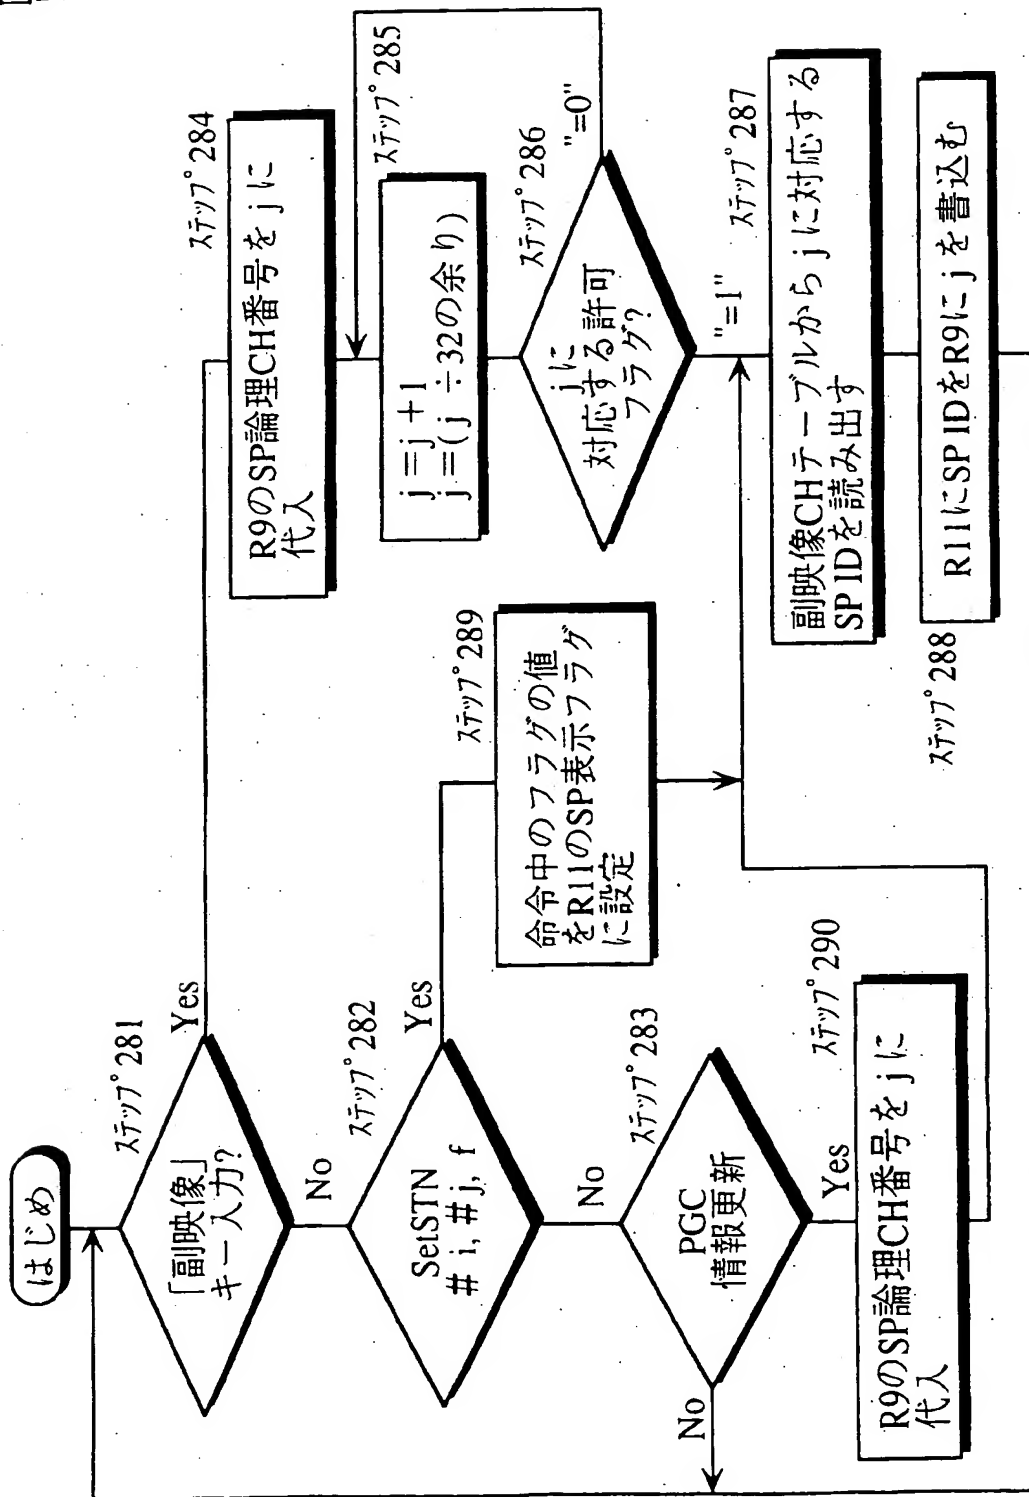 はじめ
ステップ281
「副映像」
キー入力?
Yes
No
ステップ282
SetSTN
# i, # j, f
Yes
No
ステップ283
PGC
情報更新
No
Yes
ステップ290
R9のSP論理CH番号をjに
代入
ステップ289
命令中のフラグの値
をR11のSP表示フラグ
に設定
ステップ284
R9のSP論理CH番号をjに
代入
ステップ285
j=j+1
j=(j÷32の余り)
ステップ286
jに
対応する許可
フラグ?
"=0"
"=1"
ステップ287
副映像CHテーブルからjに対応する
SP IDを読み出す
ステップ288
R11にSP IDをR9にjを書込む